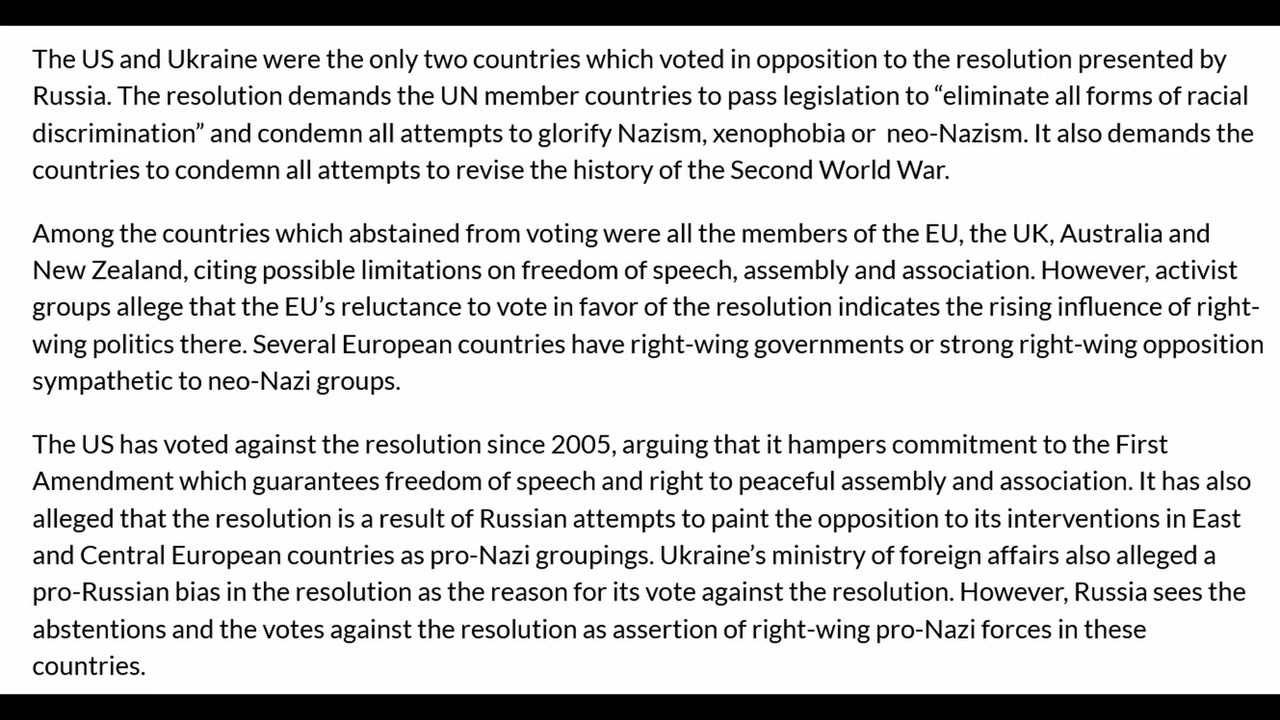 The US and Ukraine were the only two countries which voted in opposition to the resolution presented by
Russia. The resolution demands the UN member countries to pass legislation to “eliminate all forms of racial
discrimination” and condemn all attempts to glorify Nazism, xenophobia or  neo-Nazism. It also demands the
countries to condemn all attempts to revise the history of the Second World War.
Among the countries which abstained from voting were all the members of the EU, the UK, Australia and
New Zealand, citing possible limitations on freedom of speech, assembly and association. However, activist
groups allege that the EU’s reluctance to vote in favor of the resolution indicates the rising influence of right-
wing politics there. Several European countries have right-wing governments or strong right-wing opposition
sympathetic to neo-Nazi groups.
The US has voted against the resolution since 2005, arguing that it hampers commitment to the First
Amendment which guarantees freedom of speech and right to peaceful assembly and association. It has also
alleged that the resolution is a result of Russian attempts to paint the opposition to its interventions in East
and Central European countries as pro-Nazi groupings. Ukraine’s ministry of foreign affairs also alleged a
pro-Russian bias in the resolution as the reason for its vote against the resolution. However, Russia sees the
abstentions and the votes against the resolution as assertion of right-wing pro-Nazi forces in these
countries.